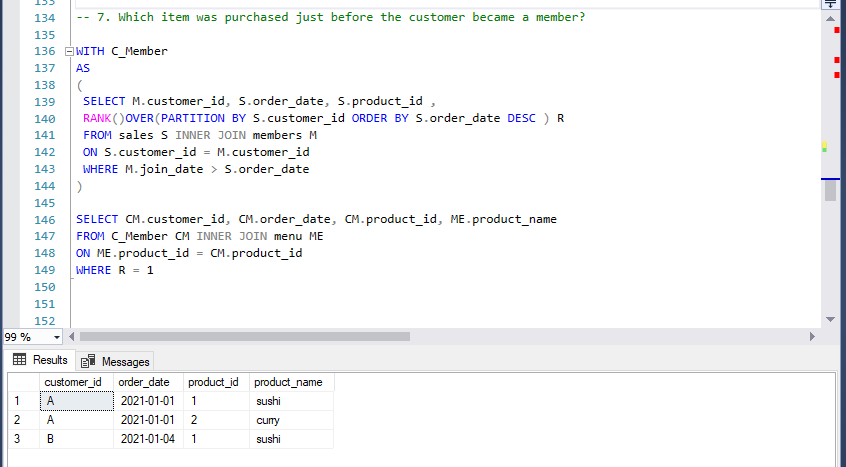 133
134 -- 7. Which item was purchased just before the customer became a member?
135
136 WITH C_Member
137 AS
138 (
139 SELECT M.customer_id, S.order_date, S.product_id ,
140 RANK()OVER(PARTITION BY S.customer_id ORDER BY S.order_date DESC ) R
141 FROM sales S INNER JOIN members M
142 ON S.customer_id = M.customer_id
143 WHERE M.join_date > S.order_date
144 )
145
146 SELECT CM.customer_id, CM.order_date, CM.product_id, ME.product_name
147 FROM C_Member CM INNER JOIN menu ME
148 ON ME.product_id = CM.product_id
149 WHERE R = 1
150
151
152
99 %
Results Messages
customer_id order_date product_id product_name
1 A 2021-01-01 1 sushi
2 A 2021-01-01 2 curry
3 B 2021-01-04 1 sushi